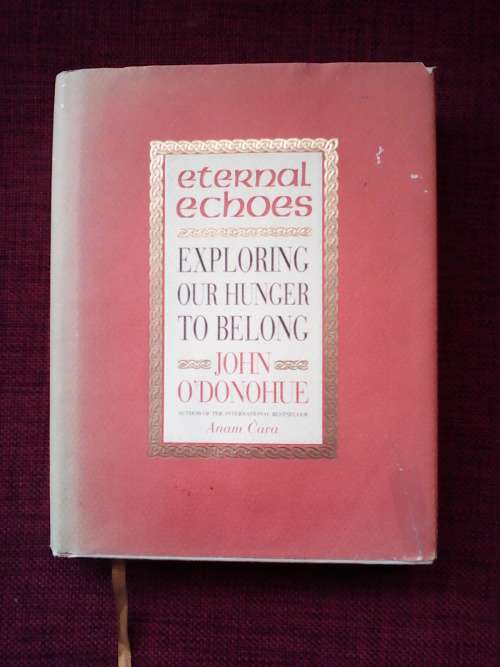 eternal
echoes
EXPLORING
OUR HUNGER
TO BELONG
JOHN
O'DONOHUE
AUTHOR OF THE INTERNATIONAL BESTSELLER
Anam Ċara